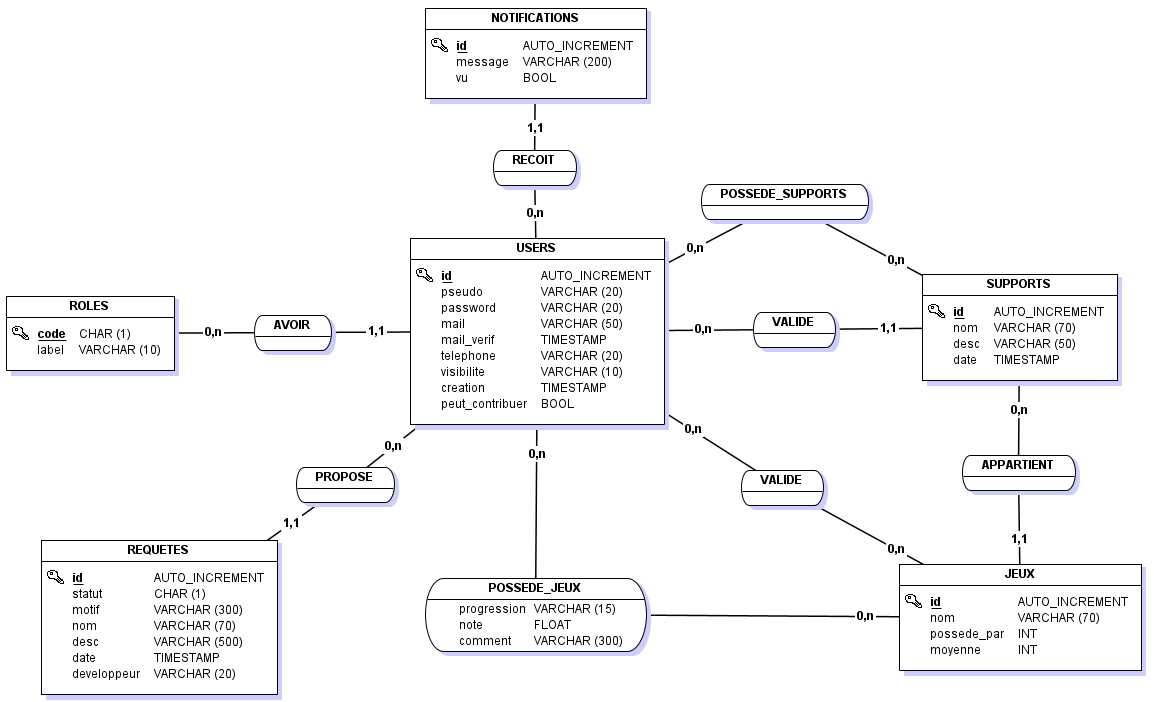 NOTIFICATIONS
id AUTO_INCREMENT
message VARCHAR (200)
vu BOOL
1,1
RECOIT
0,n
POSSEDE_SUPPORTS
0,n
0,n
USERS
id AUTO_INCREMENT
pseudo VARCHAR (20)
password VARCHAR (20)
mail VARCHAR (50)
mail_verif TIMESTAMP
telephone VARCHAR (20)
visibilite VARCHAR (10)
creation TIMESTAMP
peut_contribuer BOOL
SUPPORTS
id AUTO_INCREMENT
nom VARCHAR (70)
desc VARCHAR (50)
date TIMESTAMP
ROLES
code CHAR (1)
label VARCHAR (10)
0,n
AVOIR
1,1
0,n
VALIDE
1,1
0,n
APPARTIENT
1,1
0,n
PROPOSE
1,1
0,n
0,n
VALIDE
0,n
REQUETES
id AUTO_INCREMENT
statut CHAR (1)
motif VARCHAR (300)
nom VARCHAR (70)
desc VARCHAR (500)
date TIMESTAMP
developpeur VARCHAR (20)
POSSEDE_JEUX
progression VARCHAR (15)
note FLOAT
comment VARCHAR (300)
0,n
JEUX
id AUTO_INCREMENT
nom VARCHAR (70)
possede_par INT
moyenne INT